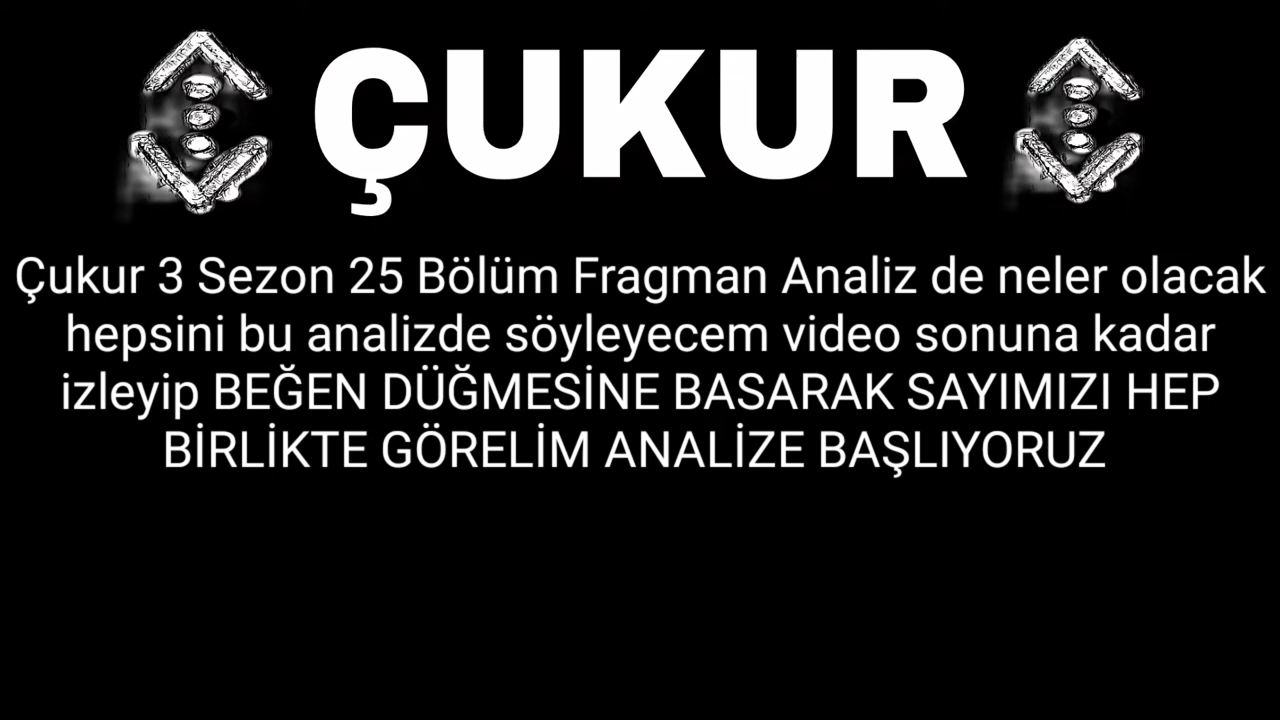 ÇUKUR
Çukur 3 Sezon 25 Bölüm Fragman Analiz de neler olacak
hepsini bu analizde söyleyecem video sonuna kadar
izleyip BEĞEN DÜĞMESİNE BASARAK SAYIMIZI HEP
BİRLİKTE GÖRELİM ANALİZE BAŞLIYORUZ